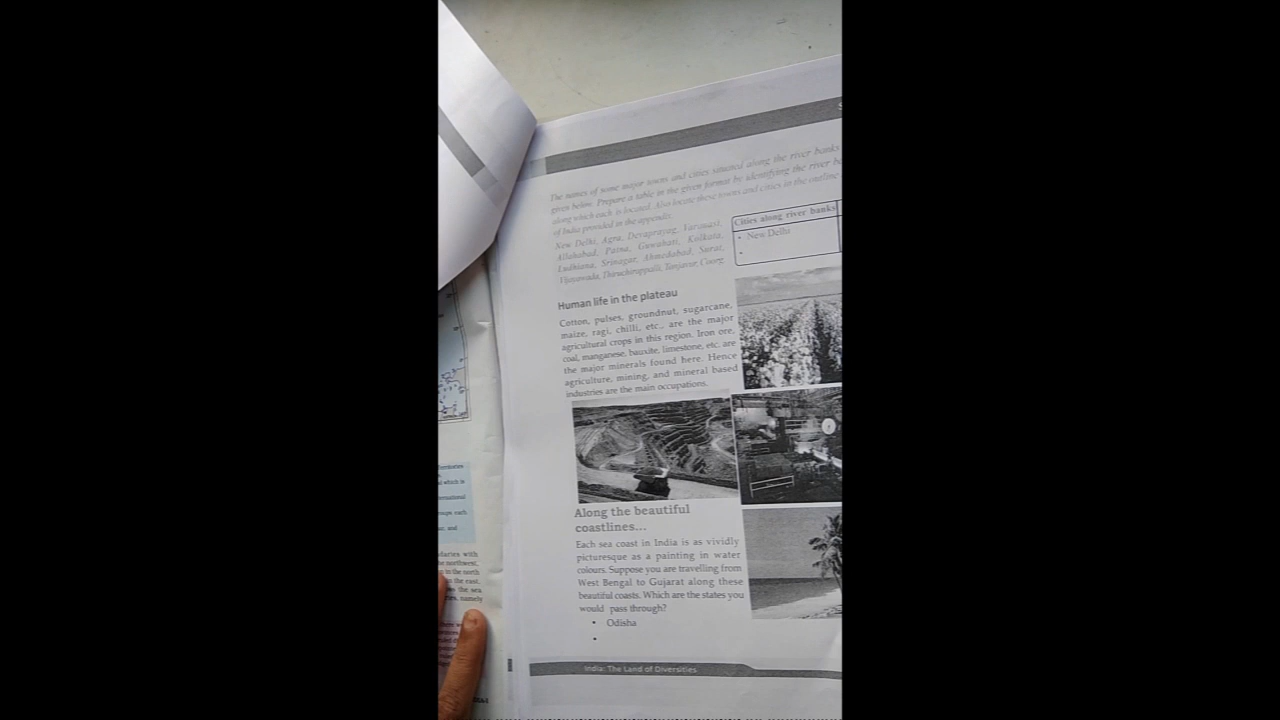 The names of some major towns and cities situated along the river banks
given below. Prepare a table in the given format by identifying the river
along which each is located. Also locate these towns and cities in the outline
of India provided in the appendix.
New Delhi, Agra, Devaprayag, Varanasi,
Allahabad, Patna, Guwahati, Kolkata,
Ludhiana, Srinagar, Ahmedabad, Surat,
Vijayawada, Thiruchirappalli, Tanjavur, Coorg
Cities along river banks
• New Delhi
•
Human life in the plateau
Cotton, pulses, groundnut, sugarcane,
maize, ragi, chilli, etc., are the major
agricultural crops in this region. Iron ore,
coal, manganese, bauxite, limestone, etc. are
the major minerals found here. Hence
agriculture, mining, and mineral based
industries are the main occupations.
Along the beautiful
coastlines...
Each sea coast in India is as vividly
picturesque as a painting in water
colours. Suppose you are travelling from
West Bengal to Gujarat along these
beautiful coasts. Which are the states you
would pass through?
• Odisha
•
India: The Land of Diversities